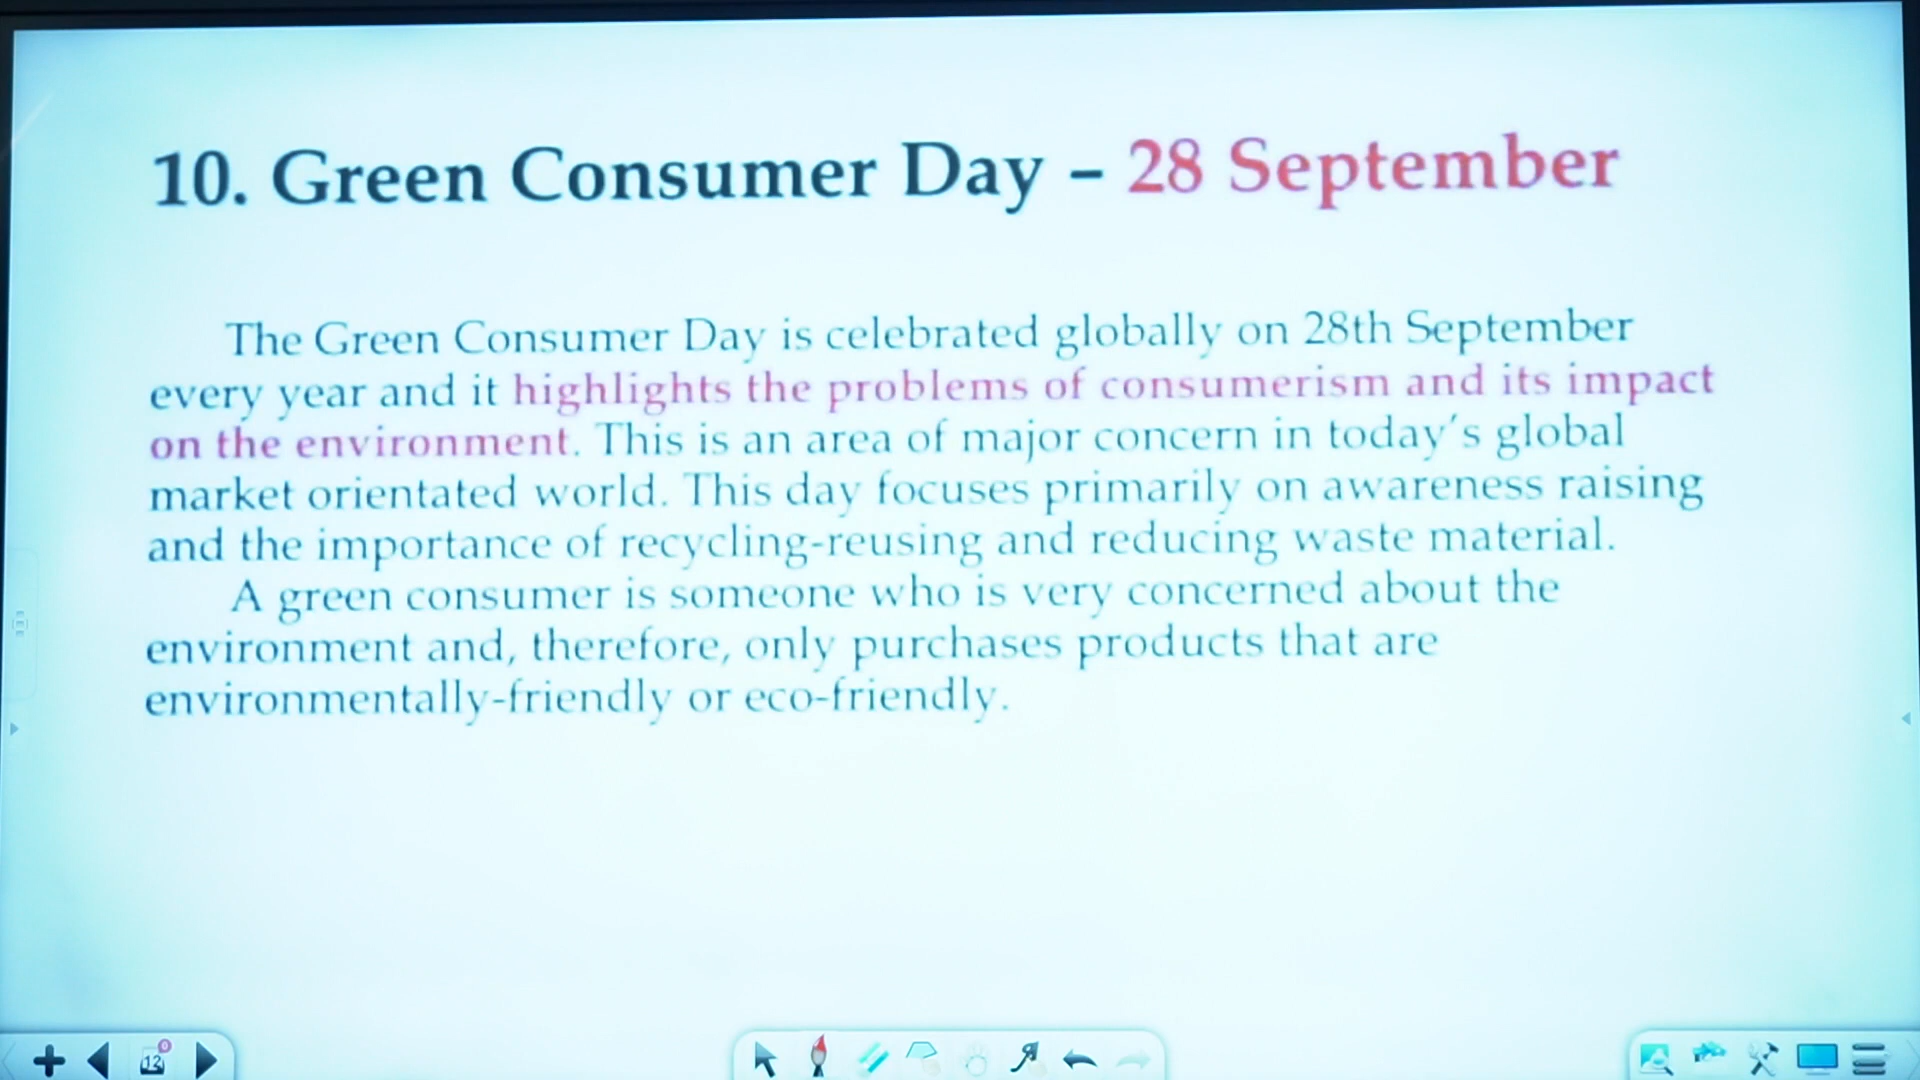 10. Green Consumer Day – 28 September
The Green Consumer Day is celebrated globally on 28th September
every year and it highlights the problems of consumerism and its impact
on the environment. This is an area of major concern in today's global
market orientated world. This day focuses primarily on awareness raising
and the importance of recycling-reusing and reducing waste material.
A green consumer is someone who is very concerned about the
environment and, therefore, only purchases products that are
environmentally-friendly or eco-friendly.
12
0